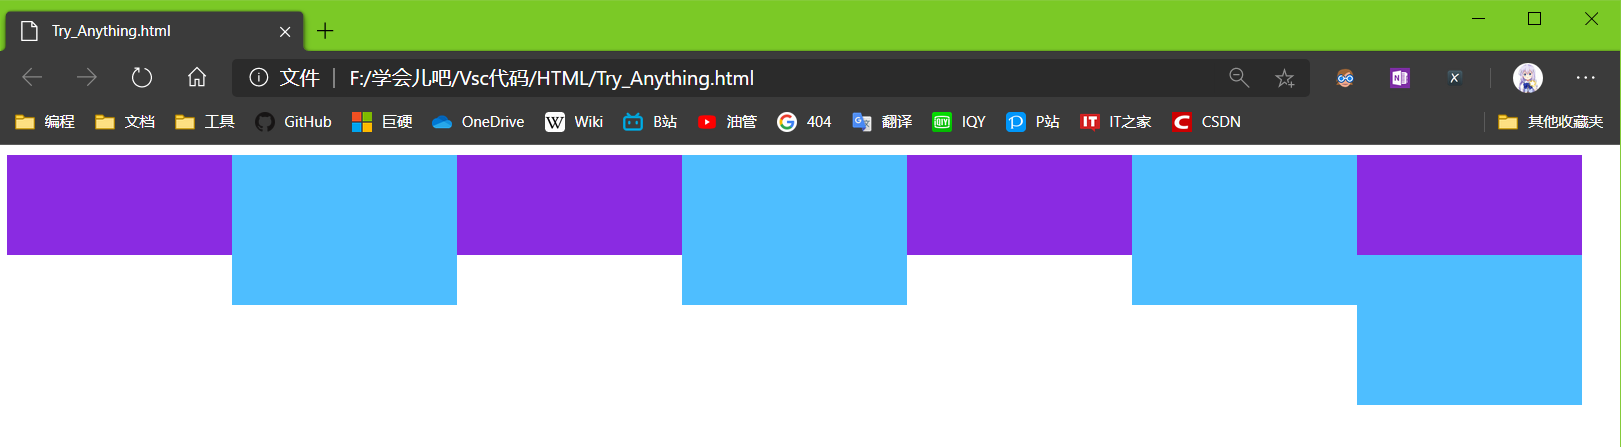 Try_Anything.html
文件 F:/学会儿吧/Vsc代码/HTML/Try_Anything.html
编程 文档 工具 GitHub 巨硬 OneDrive Wiki B站 油管 404 翻译 IQY P站 IT之家 CSDN 其他收藏夹